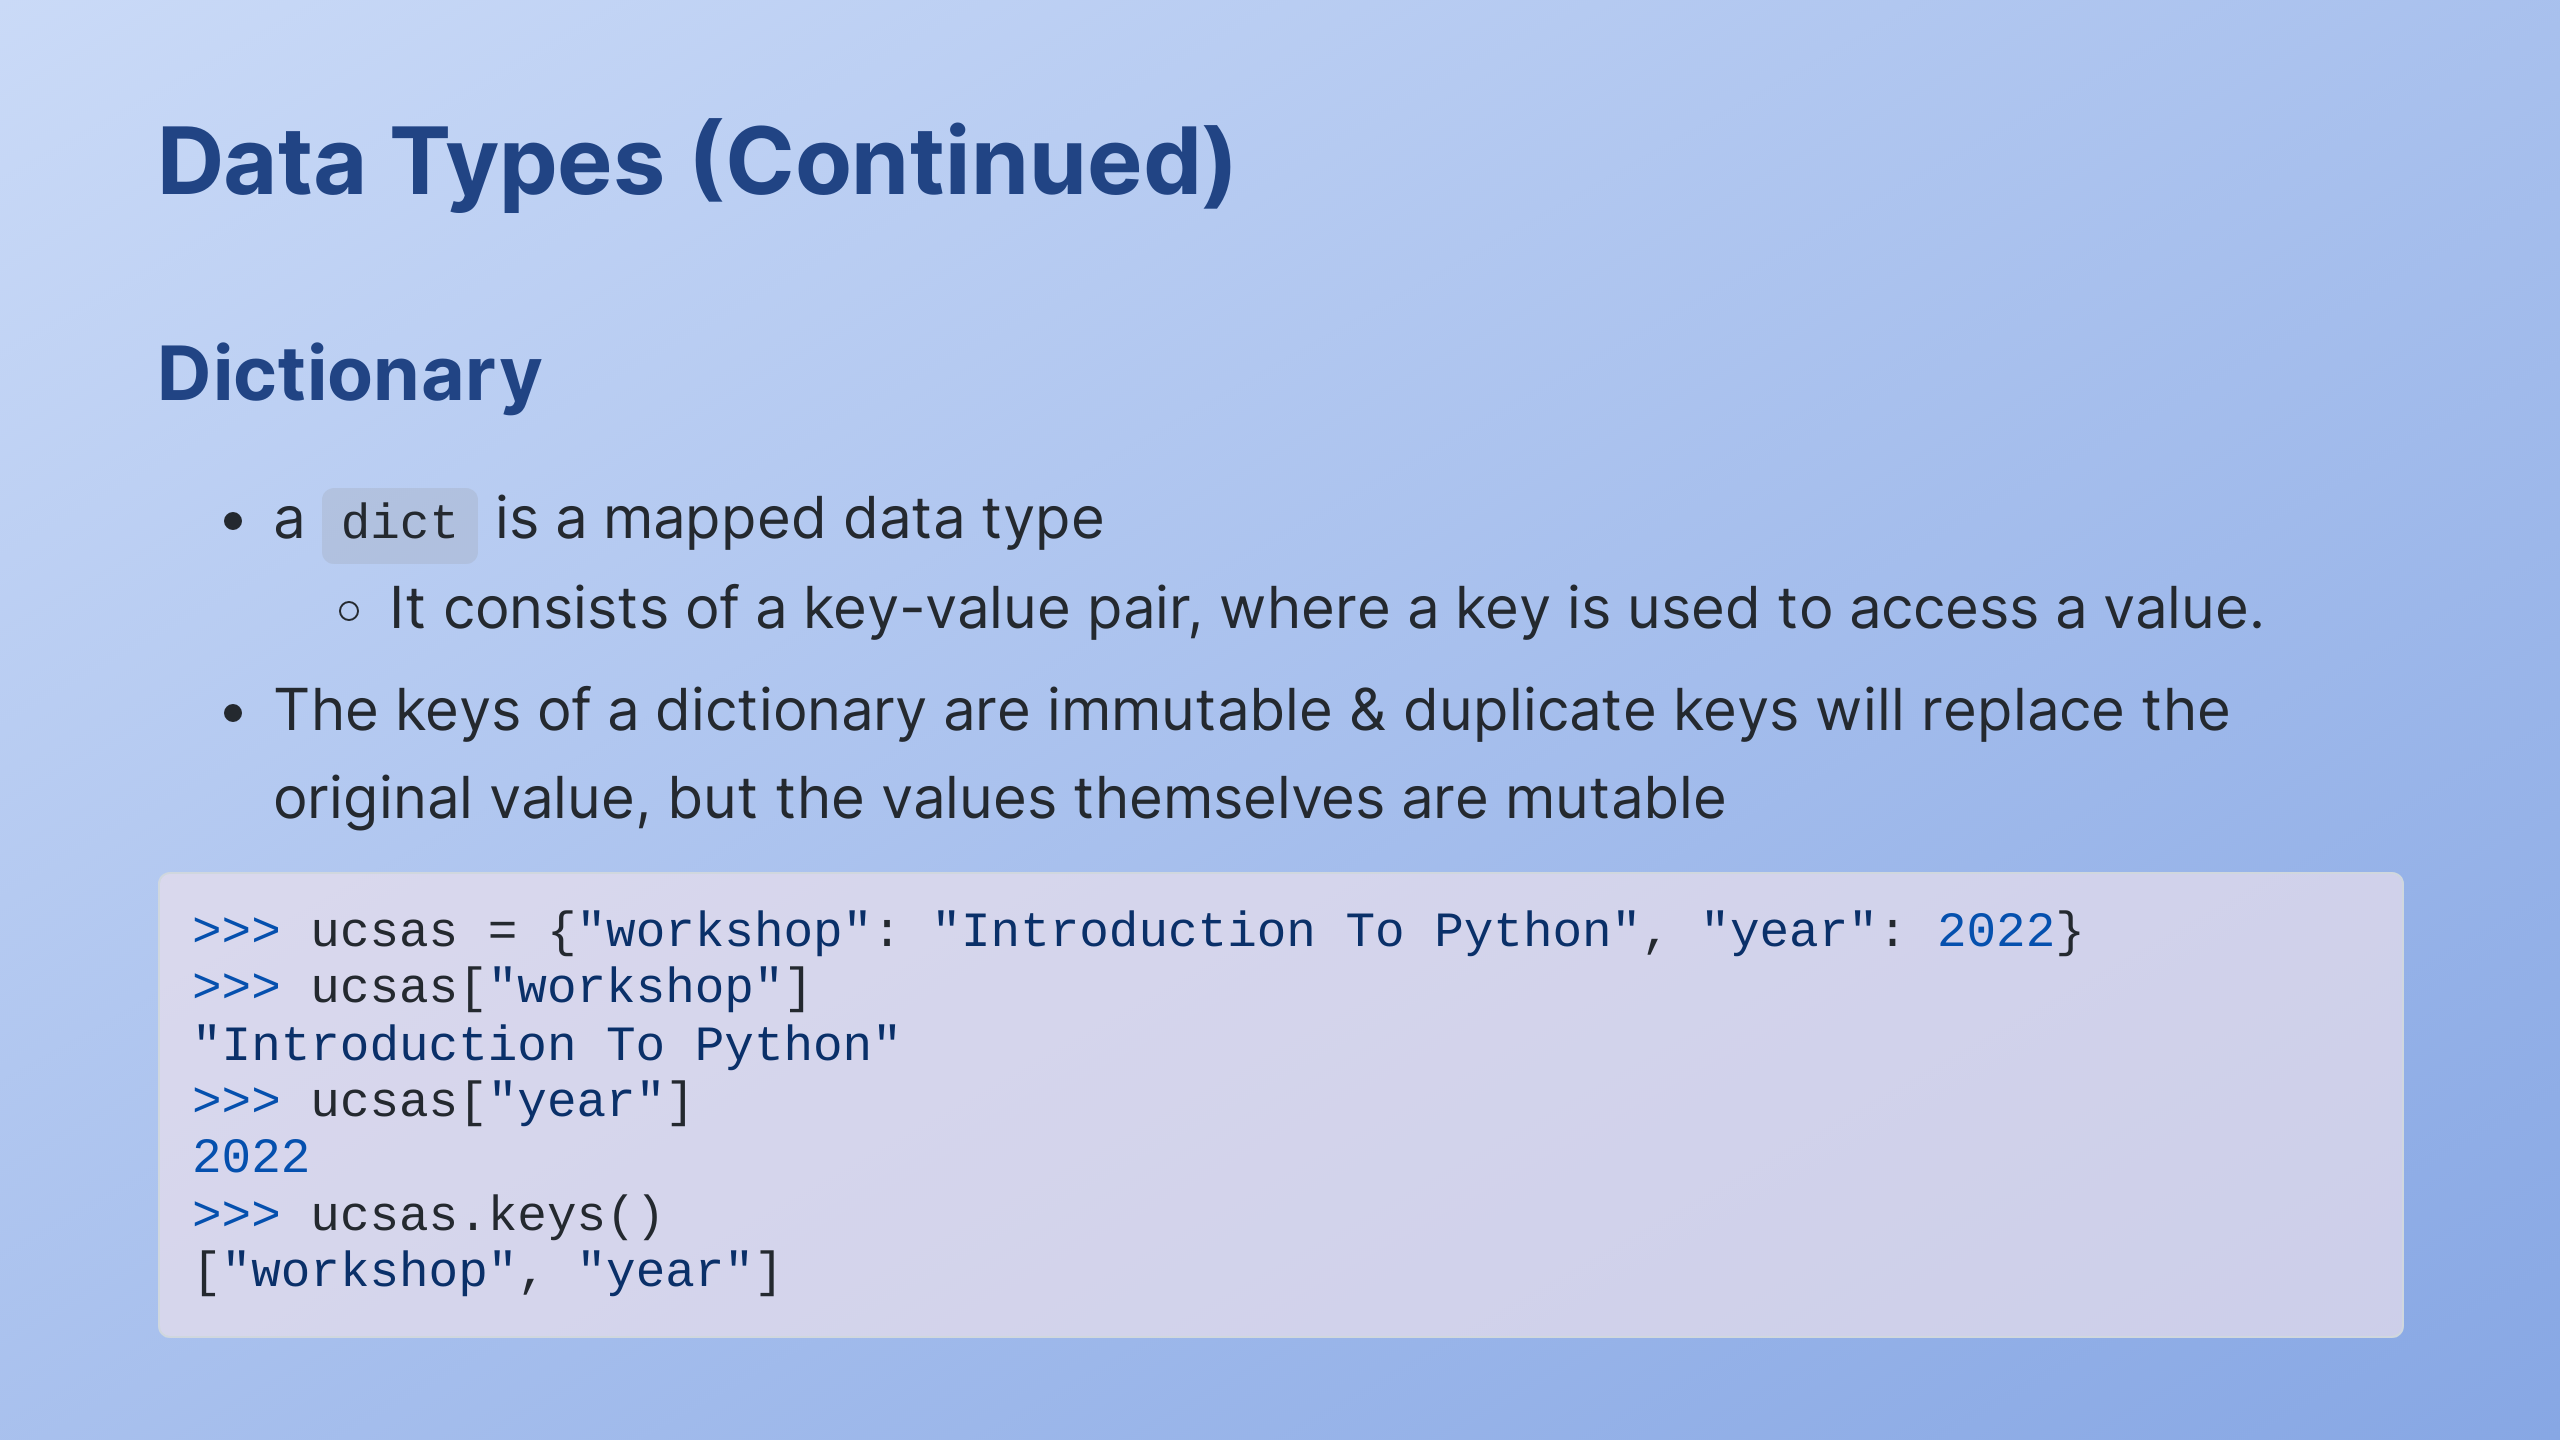 Data Types (Continued)
Dictionary
a dict is a mapped data type
It consists of a key-value pair, where a key is used to access a value.
The keys of a dictionary are immutable & duplicate keys will replace the
original value, but the values themselves are mutable
>>> ucsas = {"workshop": "Introduction To Python", "year": 2022}
>>> ucsas["workshop"]
"Introduction To Python"
>>> ucsas["year"]
2022
>>> ucsas.keys()
["workshop", "year"]